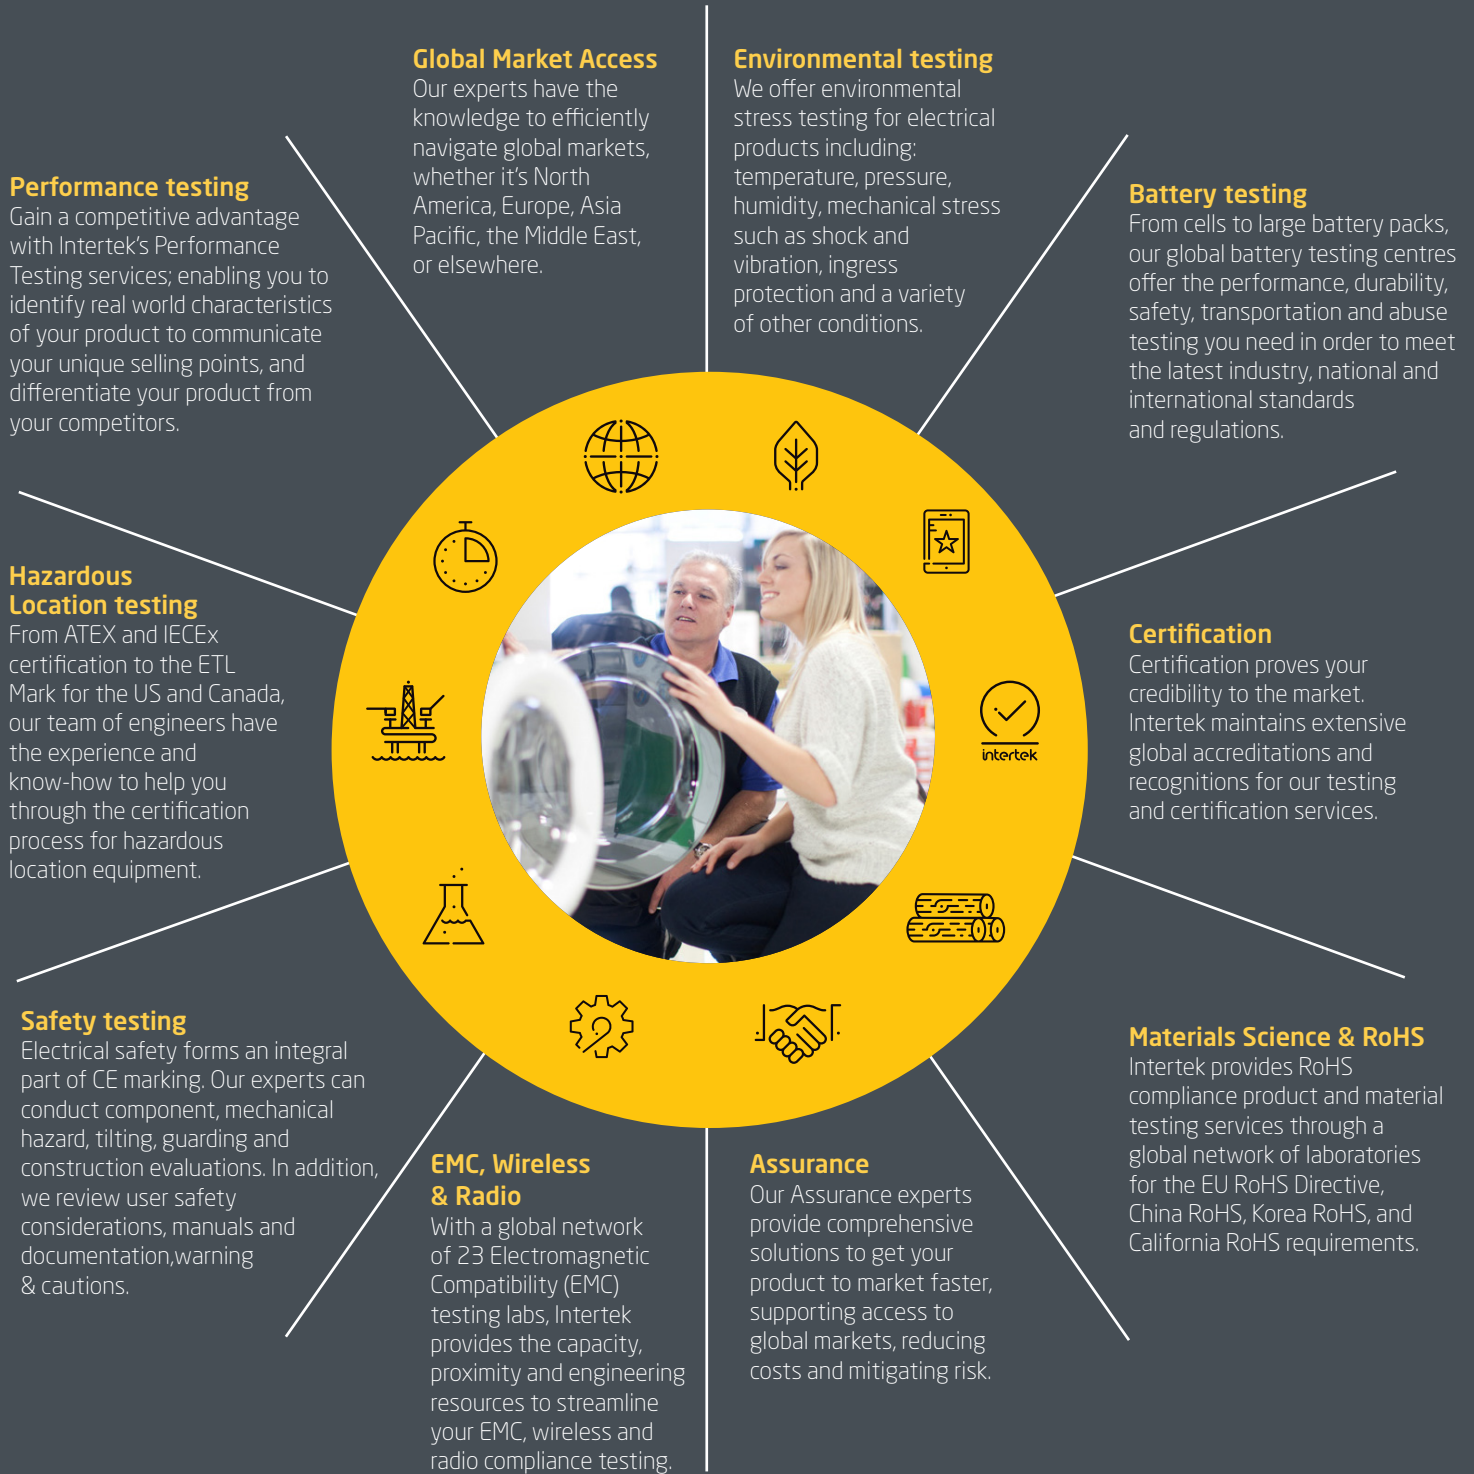 Global Market Access
Our experts have the
knowledge to efficiently
navigate global markets,
whether it's North
America, Europe, Asia
Pacific, the Middle East,
or elsewhere.
Environmental testing
We offer environmental
stress testing for electrical
products including:
temperature, pressure,
humidity, mechanical stress
such as shock and
vibration, ingress
protection and a variety
of other conditions.
Battery testing
From cells to large battery packs,
our global battery testing centres
offer the performance, durability,
safety, transportation and abuse
testing you need in order to meet
the latest industry, national and
international standards
and regulations.
Certification
Certification proves your
credibility to the market.
Intertek maintains extensive
global accreditations and
recognitions for our testing
and certification services.
intertek
Materials Science & RoHS
Intertek provides RoHS
compliance product and material
testing services through a
global network of laboratories
for the EU RoHS Directive,
China RoHS, Korea RoHS, and
California RoHS requirements.
Assurance
Our Assurance experts
provide comprehensive
solutions to get your
product to market faster,
supporting access to
global markets, reducing
costs and mitigating risk.
EMC, Wireless
& Radio
With a global network
of 23 Electromagnetic
Compatibility (EMC)
testing labs, Intertek
provides the capacity,
proximity and engineering
resources to streamline
your EMC, wireless and
radio compliance testing.
Safety testing
Electrical safety forms an integral
part of CE marking. Our experts can
conduct component, mechanical
hazard, tilting, guarding and
construction evaluations. In addition,
we review user safety
considerations, manuals and
documentation,warning
& cautions.
Hazardous
Location testing
From ATEX and IECEx
certification to the ETL
Mark for the US and Canada,
our team of engineers have
the experience and
know-how to help you
through the certification
process for hazardous
location equipment.
Performance testing
Gain a competitive advantage
with Intertek's Performance
Testing services; enabling you to
identify real world characteristics
of your product to communicate
your unique selling points, and
differentiate your product from
your competitors.